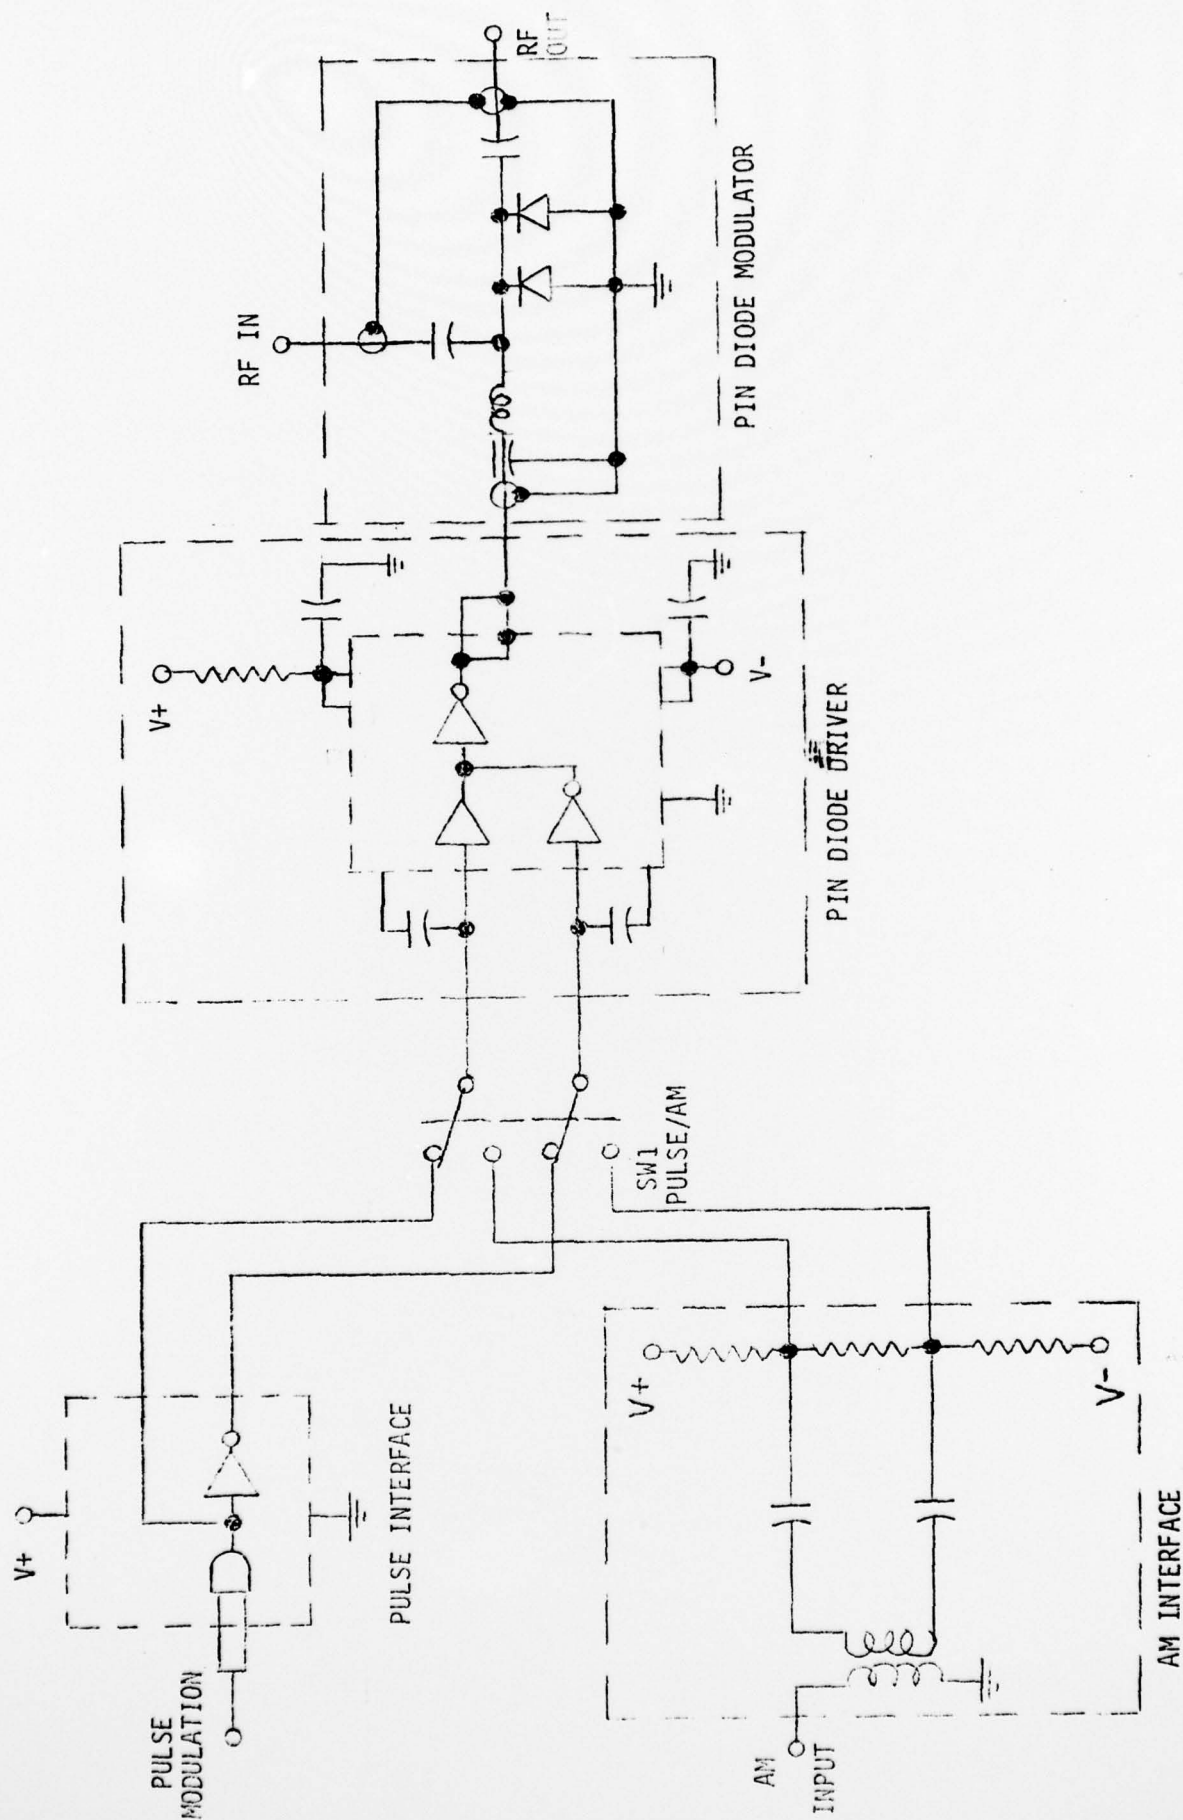 PULSE
MODULATION
V+
PULSE INTERFACE
AM
INPUT
V+
V-
AM INTERFACE
SW1
PULSE/AM
V+
V-
PIN DIODE DRIVER
RF IN
RF
OUT
PIN DIODE MODULATOR